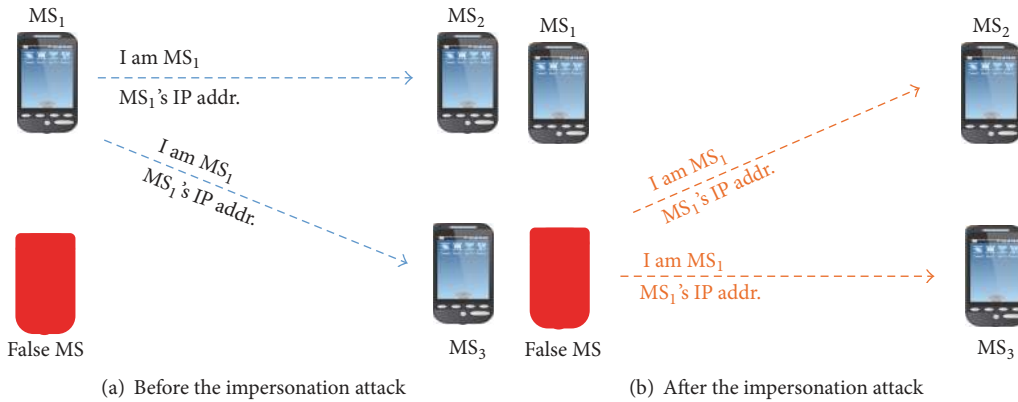 MS₁
MS₂
I am MS₁
MS₁'s IP addr.
I am MS₁
MS₁'s IP addr.
False MS
MS₃
(a) Before the impersonation attack
MS₁
MS₂
I am MS₁
MS₁'s IP addr.
I am MS₁
MS₁'s IP addr.
False MS
MS₃
(b) After the impersonation attack